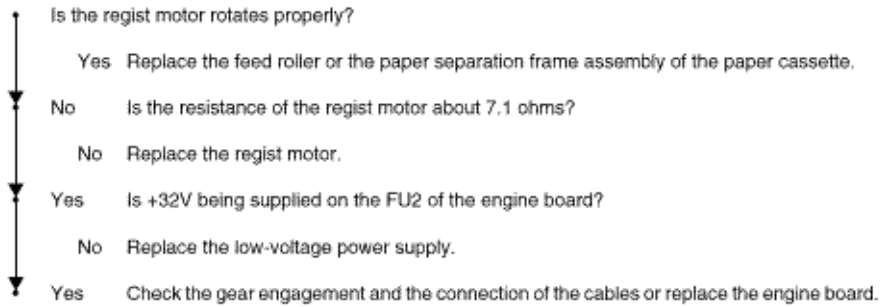 Is the regist motor rotates properly?
Yes Replace the feed roller or the paper separation frame assembly of the paper cassette.
No Is the resistance of the regist motor about 7.1 ohms?
No Replace the regist motor.
Yes Is +32V being supplied on the FU2 of the engine board?
No Replace the low-voltage power supply.
Yes Check the gear engagement and the connection of the cables or replace the engine board.